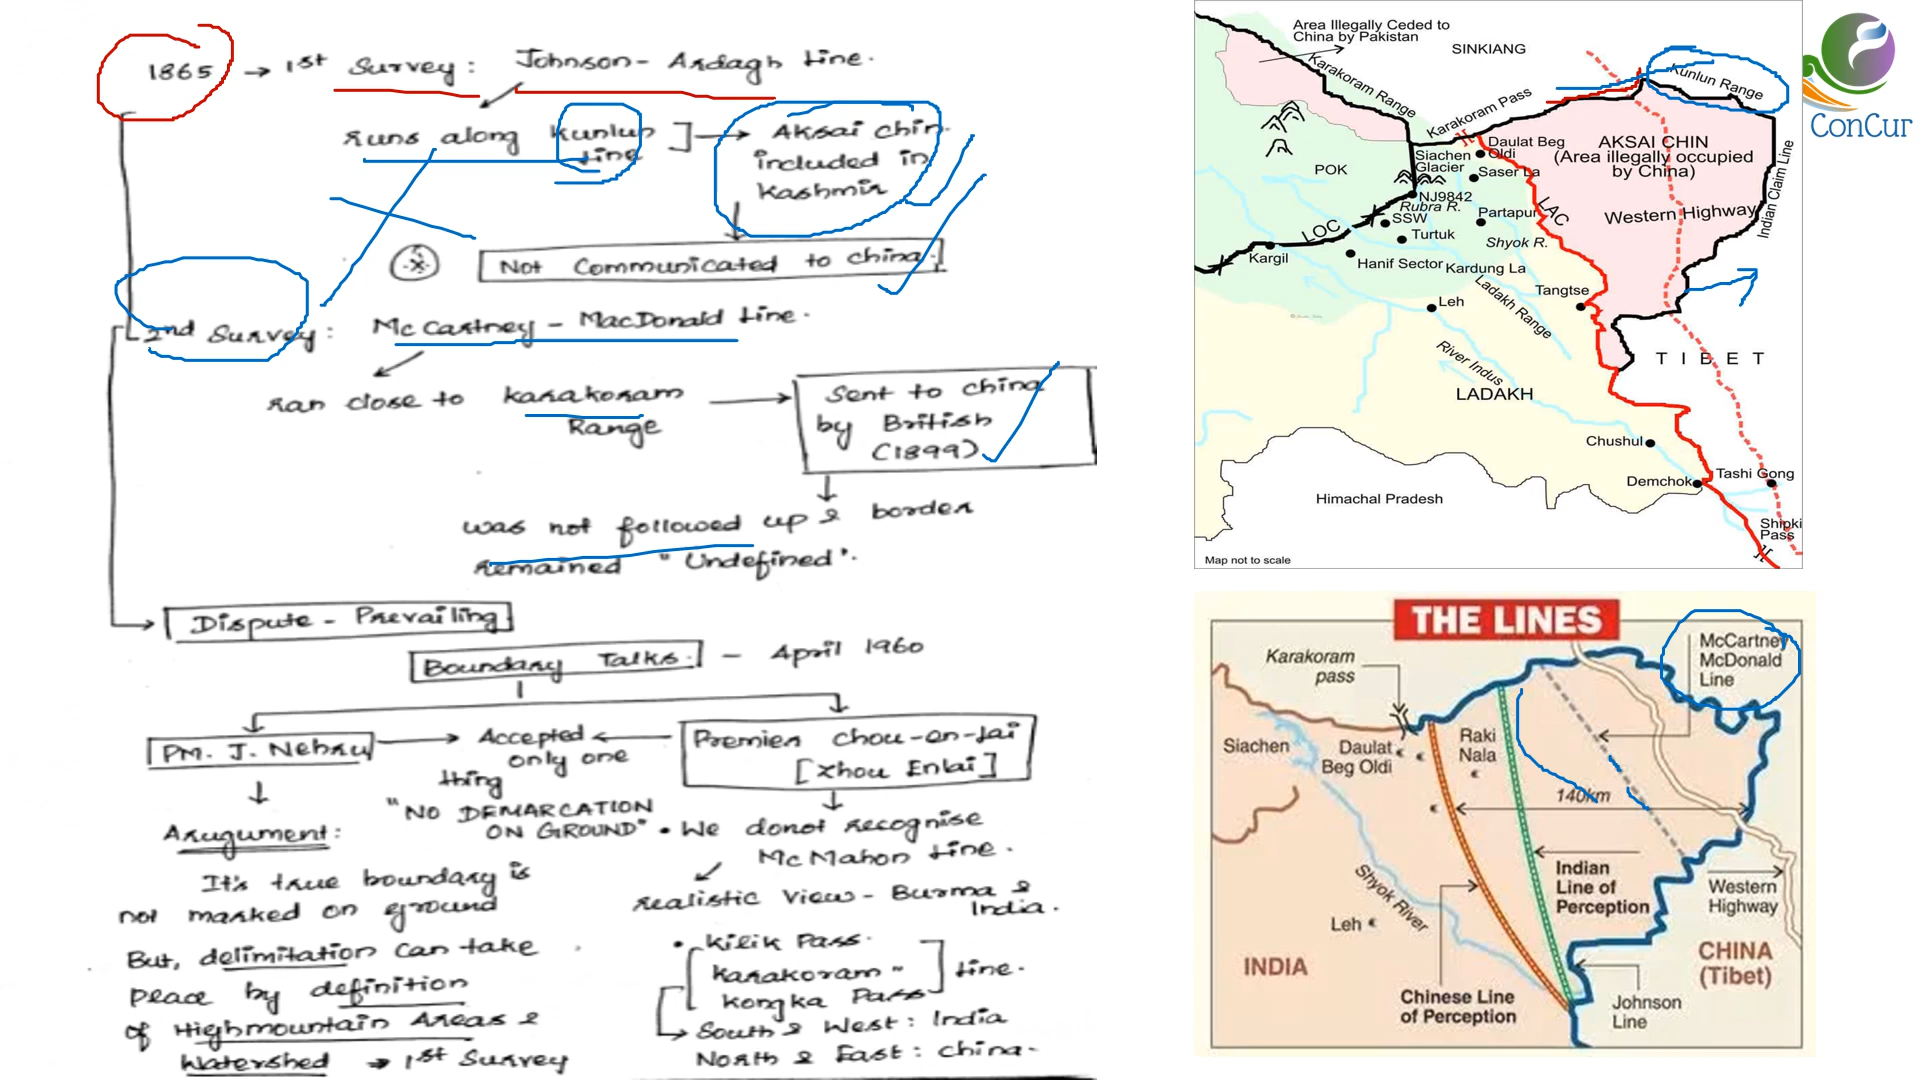 1865 → 1st Survey: Johnson - Ardagh Line.
runs along Kunlun Line ] → Aksai chin
included in
Kashmir
Not Communicated to china.
2nd Survey: McCartney - MacDonald Line.
ran close to karakoram → Sent to china
Range
by British
(1899)
was not followed up & border
remained "Undefined".
Dispute - Prevailing
Boundary Talks. - April 1960
PM. J. Nehru → Accepted ← Premier Chou-en-Lai
only one
thing
[Zhou Enlai]
"NO DEMARCATION
ON GROUND"
Arugument:
It's true boundary is
not marked on ground
But, delimitation can take
peace by definition
of Highmountain Areas &
Watershed → 1st Survey
• We donot recognise
McMahon Line.
realistic View - Burma &
India.
• Kilik Pass.
Karakoram "
Kongka Pass
] Line.
→ South & West: India
North & East: China.
Area Illegally Ceded to
China by Pakistan
SINKIANG
Karakoram Range
Karakoram Pass
Kunlun Range
AKSAI CHIN
(Area illegally occupied
by China)
Daulat Beg
Oldi
Siachen
Glacier
Saser La
POK
NJ9842
Rubra R.
SSW
Partapur
LAC
Western Highway
Indian Claim Line
LOC
Turtuk
Shyok R.
Kargil
Hanif Sector
Kardung La
Tangtse
Leh
Ladakh Range
River Indus
TIBET
LADAKH
Chushul
Demchok
Tashi Gong
Himachal Pradesh
Shipki
Pass
Map not to scale
ConCur
THE LINES
Karakoram
pass
McCartney
McDonald
Line
Siachen
Daulat
Beg Oldi
Raki
Nala
140km
Shyok River
Indian
Line of
Perception
Western
Highway
Leh
INDIA
CHINA
(Tibet)
Chinese Line
of Perception
Johnson
Line